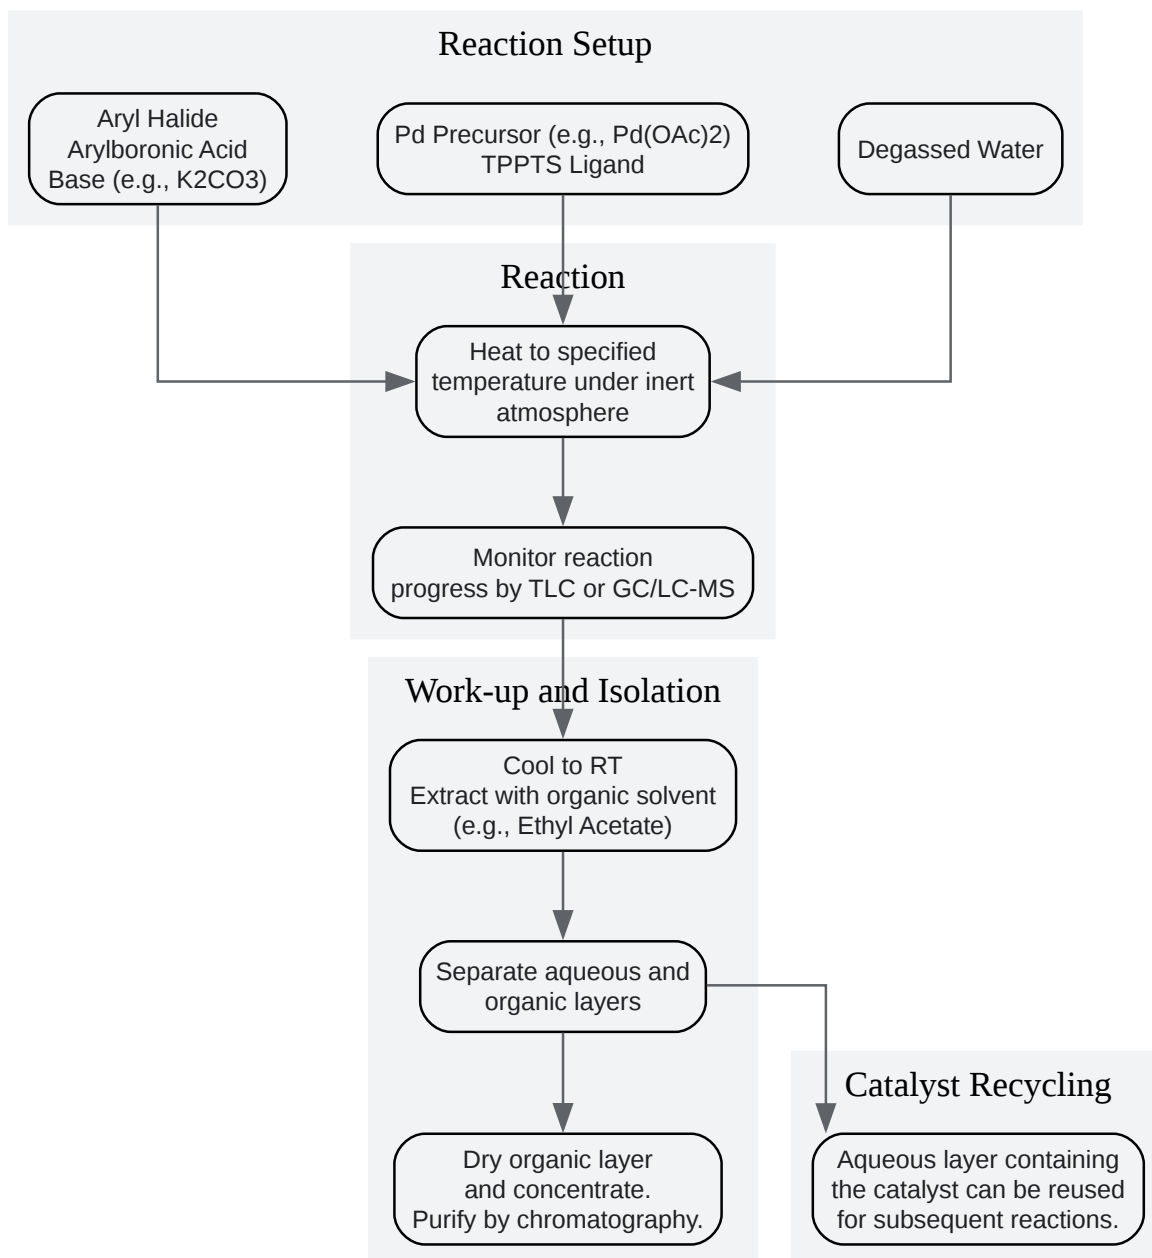 Reaction Setup
Aryl Halide
Arylboronic Acid
Base (e.g., K2CO3)
Pd Precursor (e.g., Pd(OAc)2)
TPPTS Ligand
Degassed Water
Reaction
Heat to specified
temperature under inert
atmosphere
Monitor reaction
progress by TLC or GC/LC-MS
Work-up and Isolation
Cool to RT
Extract with organic solvent
(e.g., Ethyl Acetate)
Separate aqueous and
organic layers
Dry organic layer
and concentrate.
Purify by chromatography.
Catalyst Recycling
Aqueous layer containing
the catalyst can be reused
for subsequent reactions.